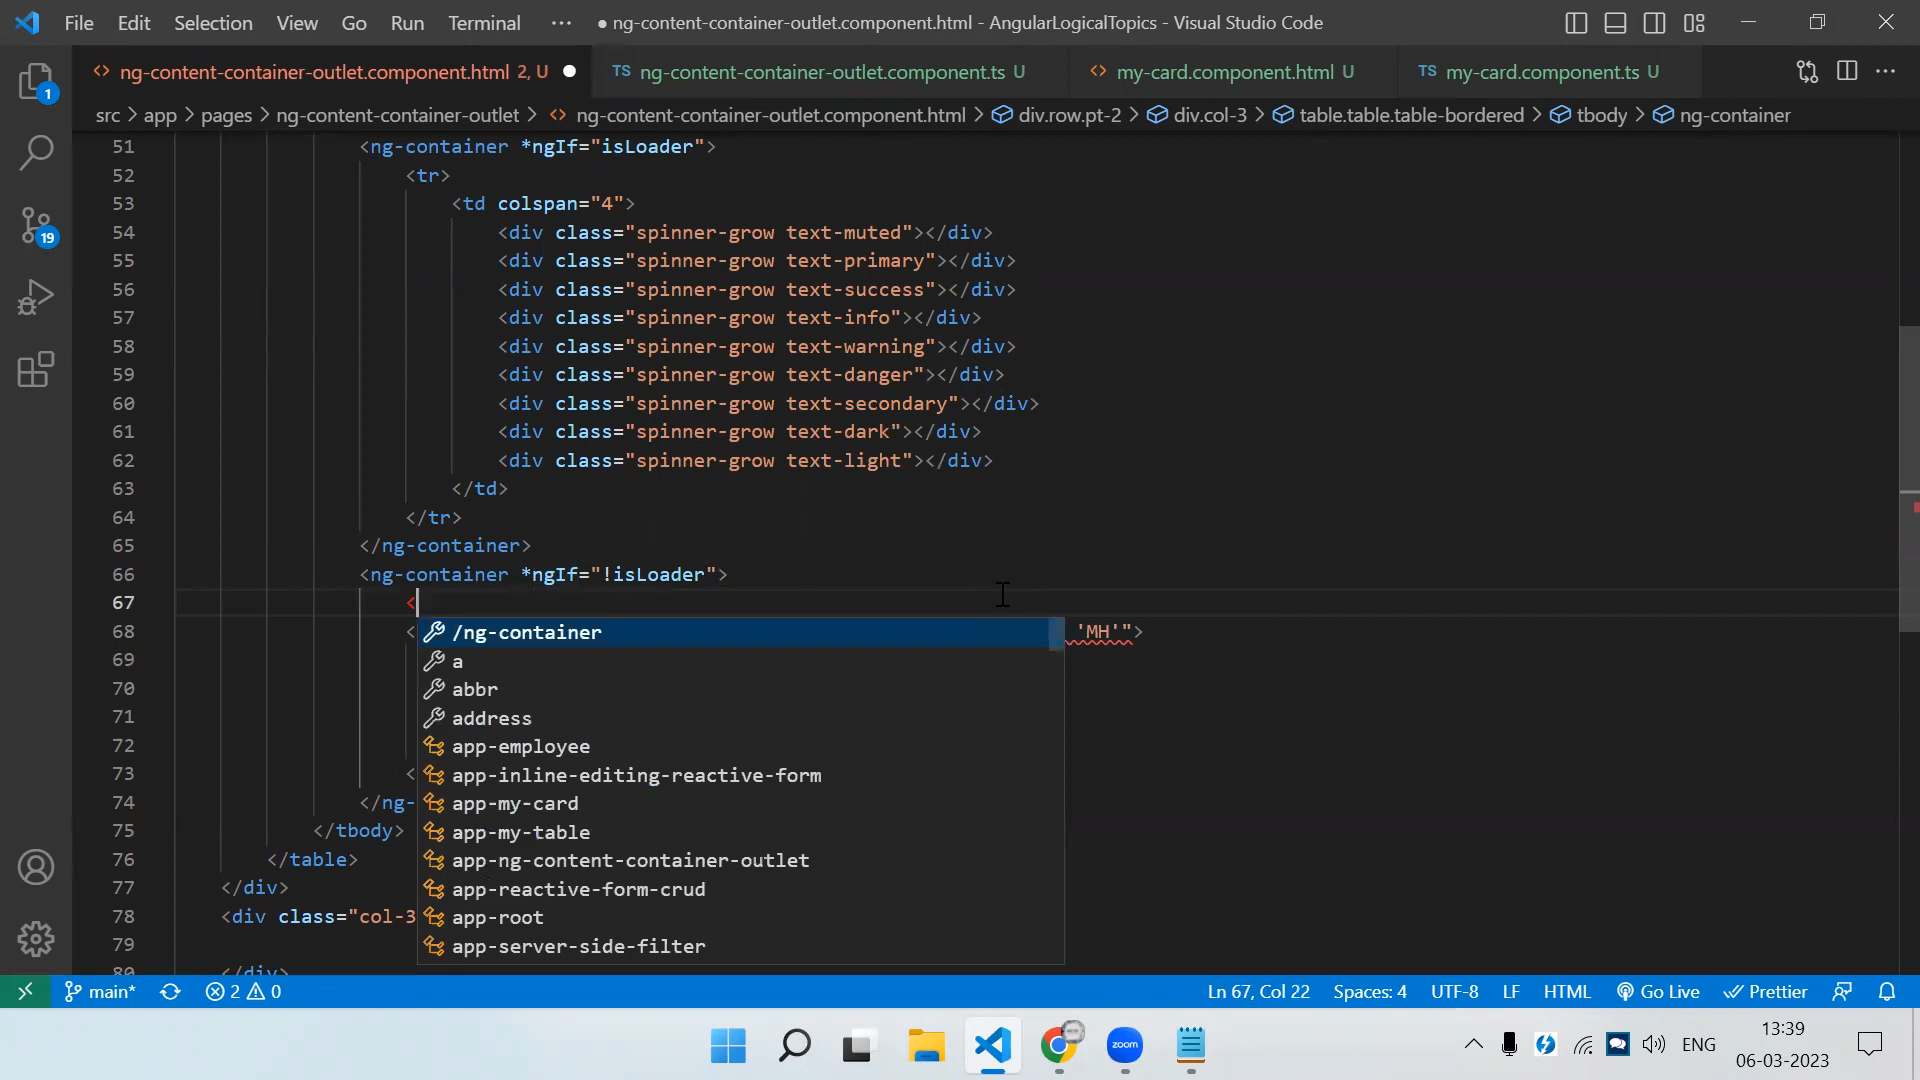 File Edit Selection View Go Run Terminal ··· ● ng-content-container-outlet.component.html - AngularLogicalTopics - Visual Studio Code
<> ng-content-container-outlet.component.html 2, U ● TS ng-content-container-outlet.component.ts U <> my-card.component.html U TS my-card.component.ts U ···
src > app > pages > ng-content-container-outlet > <> ng-content-container-outlet.component.html > div.row.pt-2 > div.col-3 > table.table.table-bordered > tbody > ng-container
1
19
51 <ng-container *ngIf="isLoader">
52 <tr>
53 <td colspan="4">
54 <div class="spinner-grow text-muted"></div>
55 <div class="spinner-grow text-primary"></div>
56 <div class="spinner-grow text-success"></div>
57 <div class="spinner-grow text-info"></div>
58 <div class="spinner-grow text-warning"></div>
59 <div class="spinner-grow text-danger"></div>
60 <div class="spinner-grow text-secondary"></div>
61 <div class="spinner-grow text-dark"></div>
62 <div class="spinner-grow text-light"></div>
63 </td>
64 </tr>
65 </ng-container>
66 <ng-container *ngIf="!isLoader">
67 <
68 < /ng-container 'MH'">
69 a
70 abbr
71 address
72 app-employee
73 < app-inline-editing-reactive-form
74 </ng- app-my-card
75 </tbody> app-my-table
76 </table> app-ng-content-container-outlet
77 </div> app-reactive-form-crud
78 <div class="col-3 app-root
79 app-server-side-filter
80 </div>
main* 2 0 Ln 67, Col 22 Spaces: 4 UTF-8 LF HTML Go Live Prettier
zoom ENG 13:39
06-03-2023